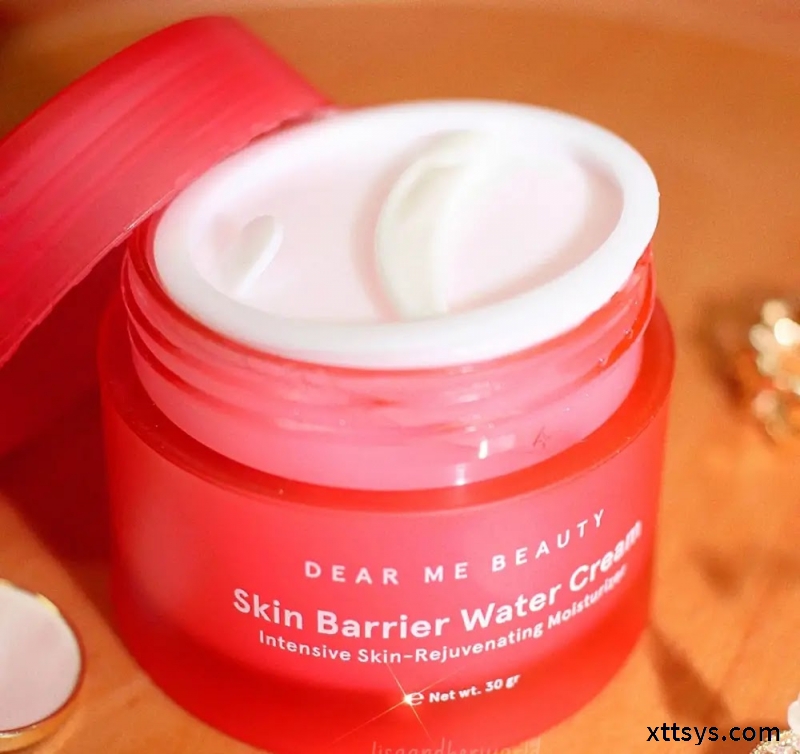 DEAR ME BEAUTY
Skin Barrier Water Cream
Intensive Skin-Rejuvenating Moisturizer
℮ Net wt. 30 gr
xttsys.com